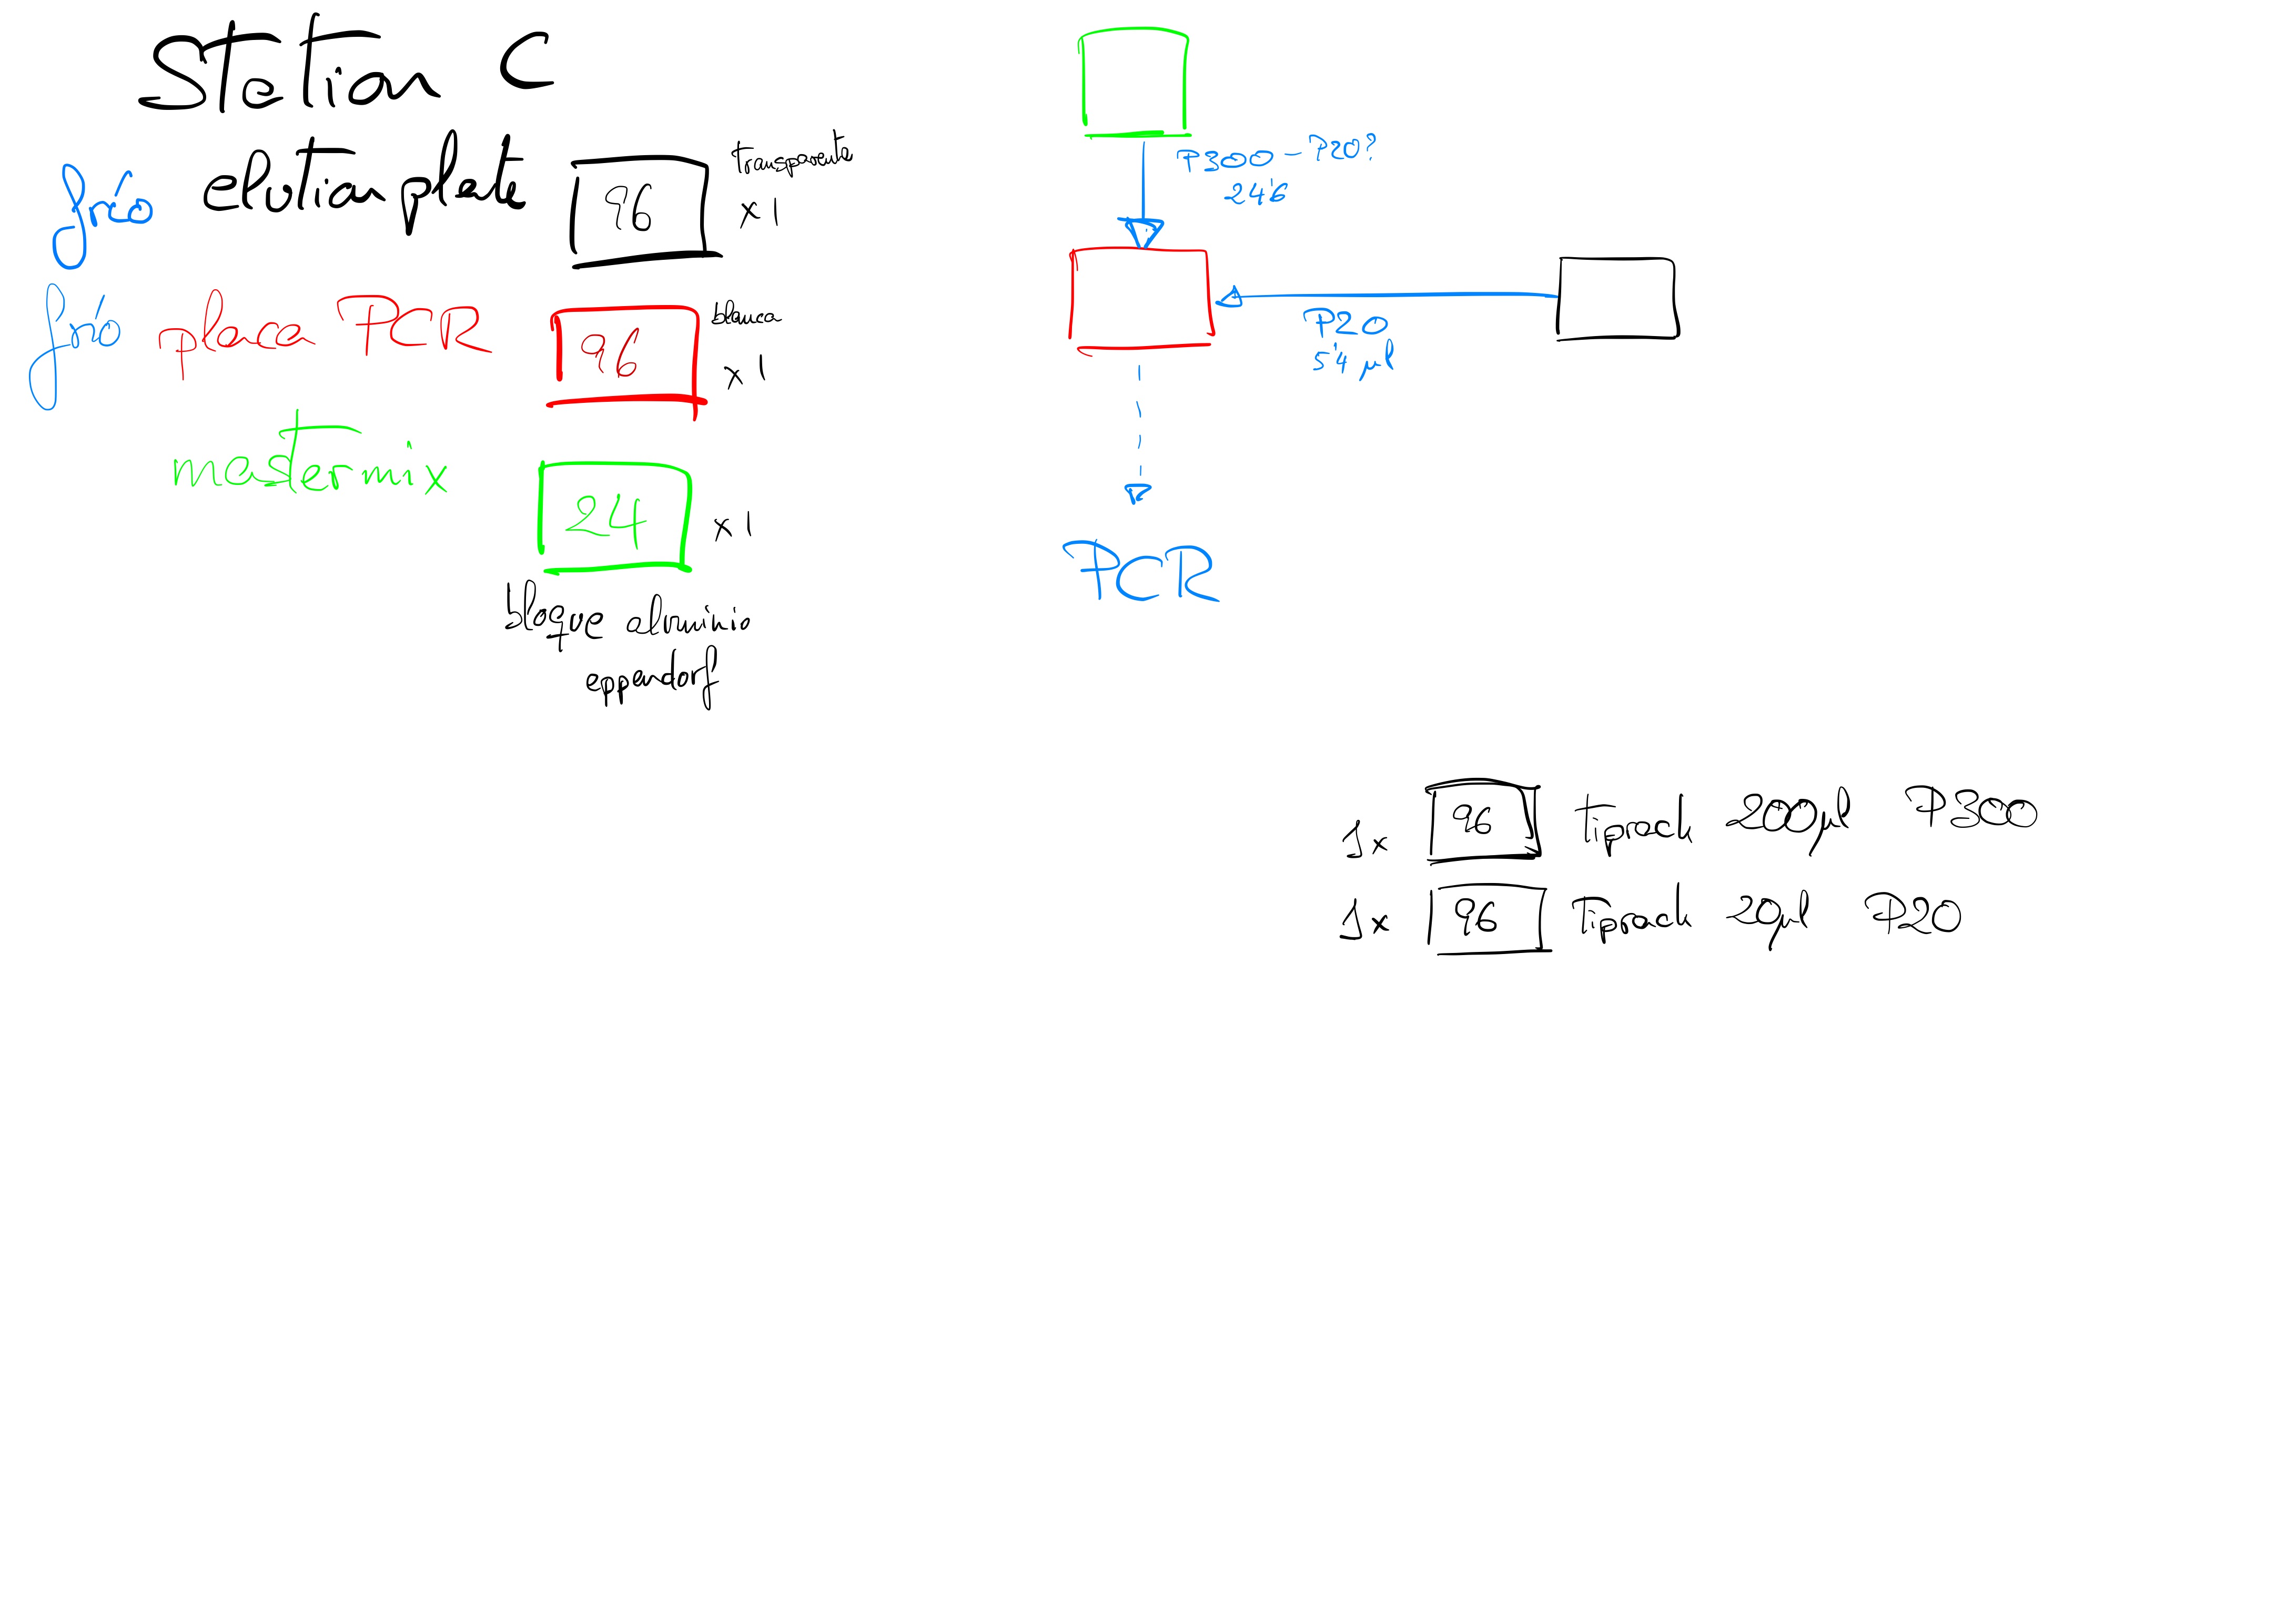 Station C
frío elution plate 96 transparente x1
frío placa PCR 96 blanca x1
mastermix 24 x1
bloque aluminio
eppendorf
P300 - P20?
24'6
P20
5'4 µl
PCR
1x 96 tiprack 200µl P300
1x 96 tiprack 20µl P20